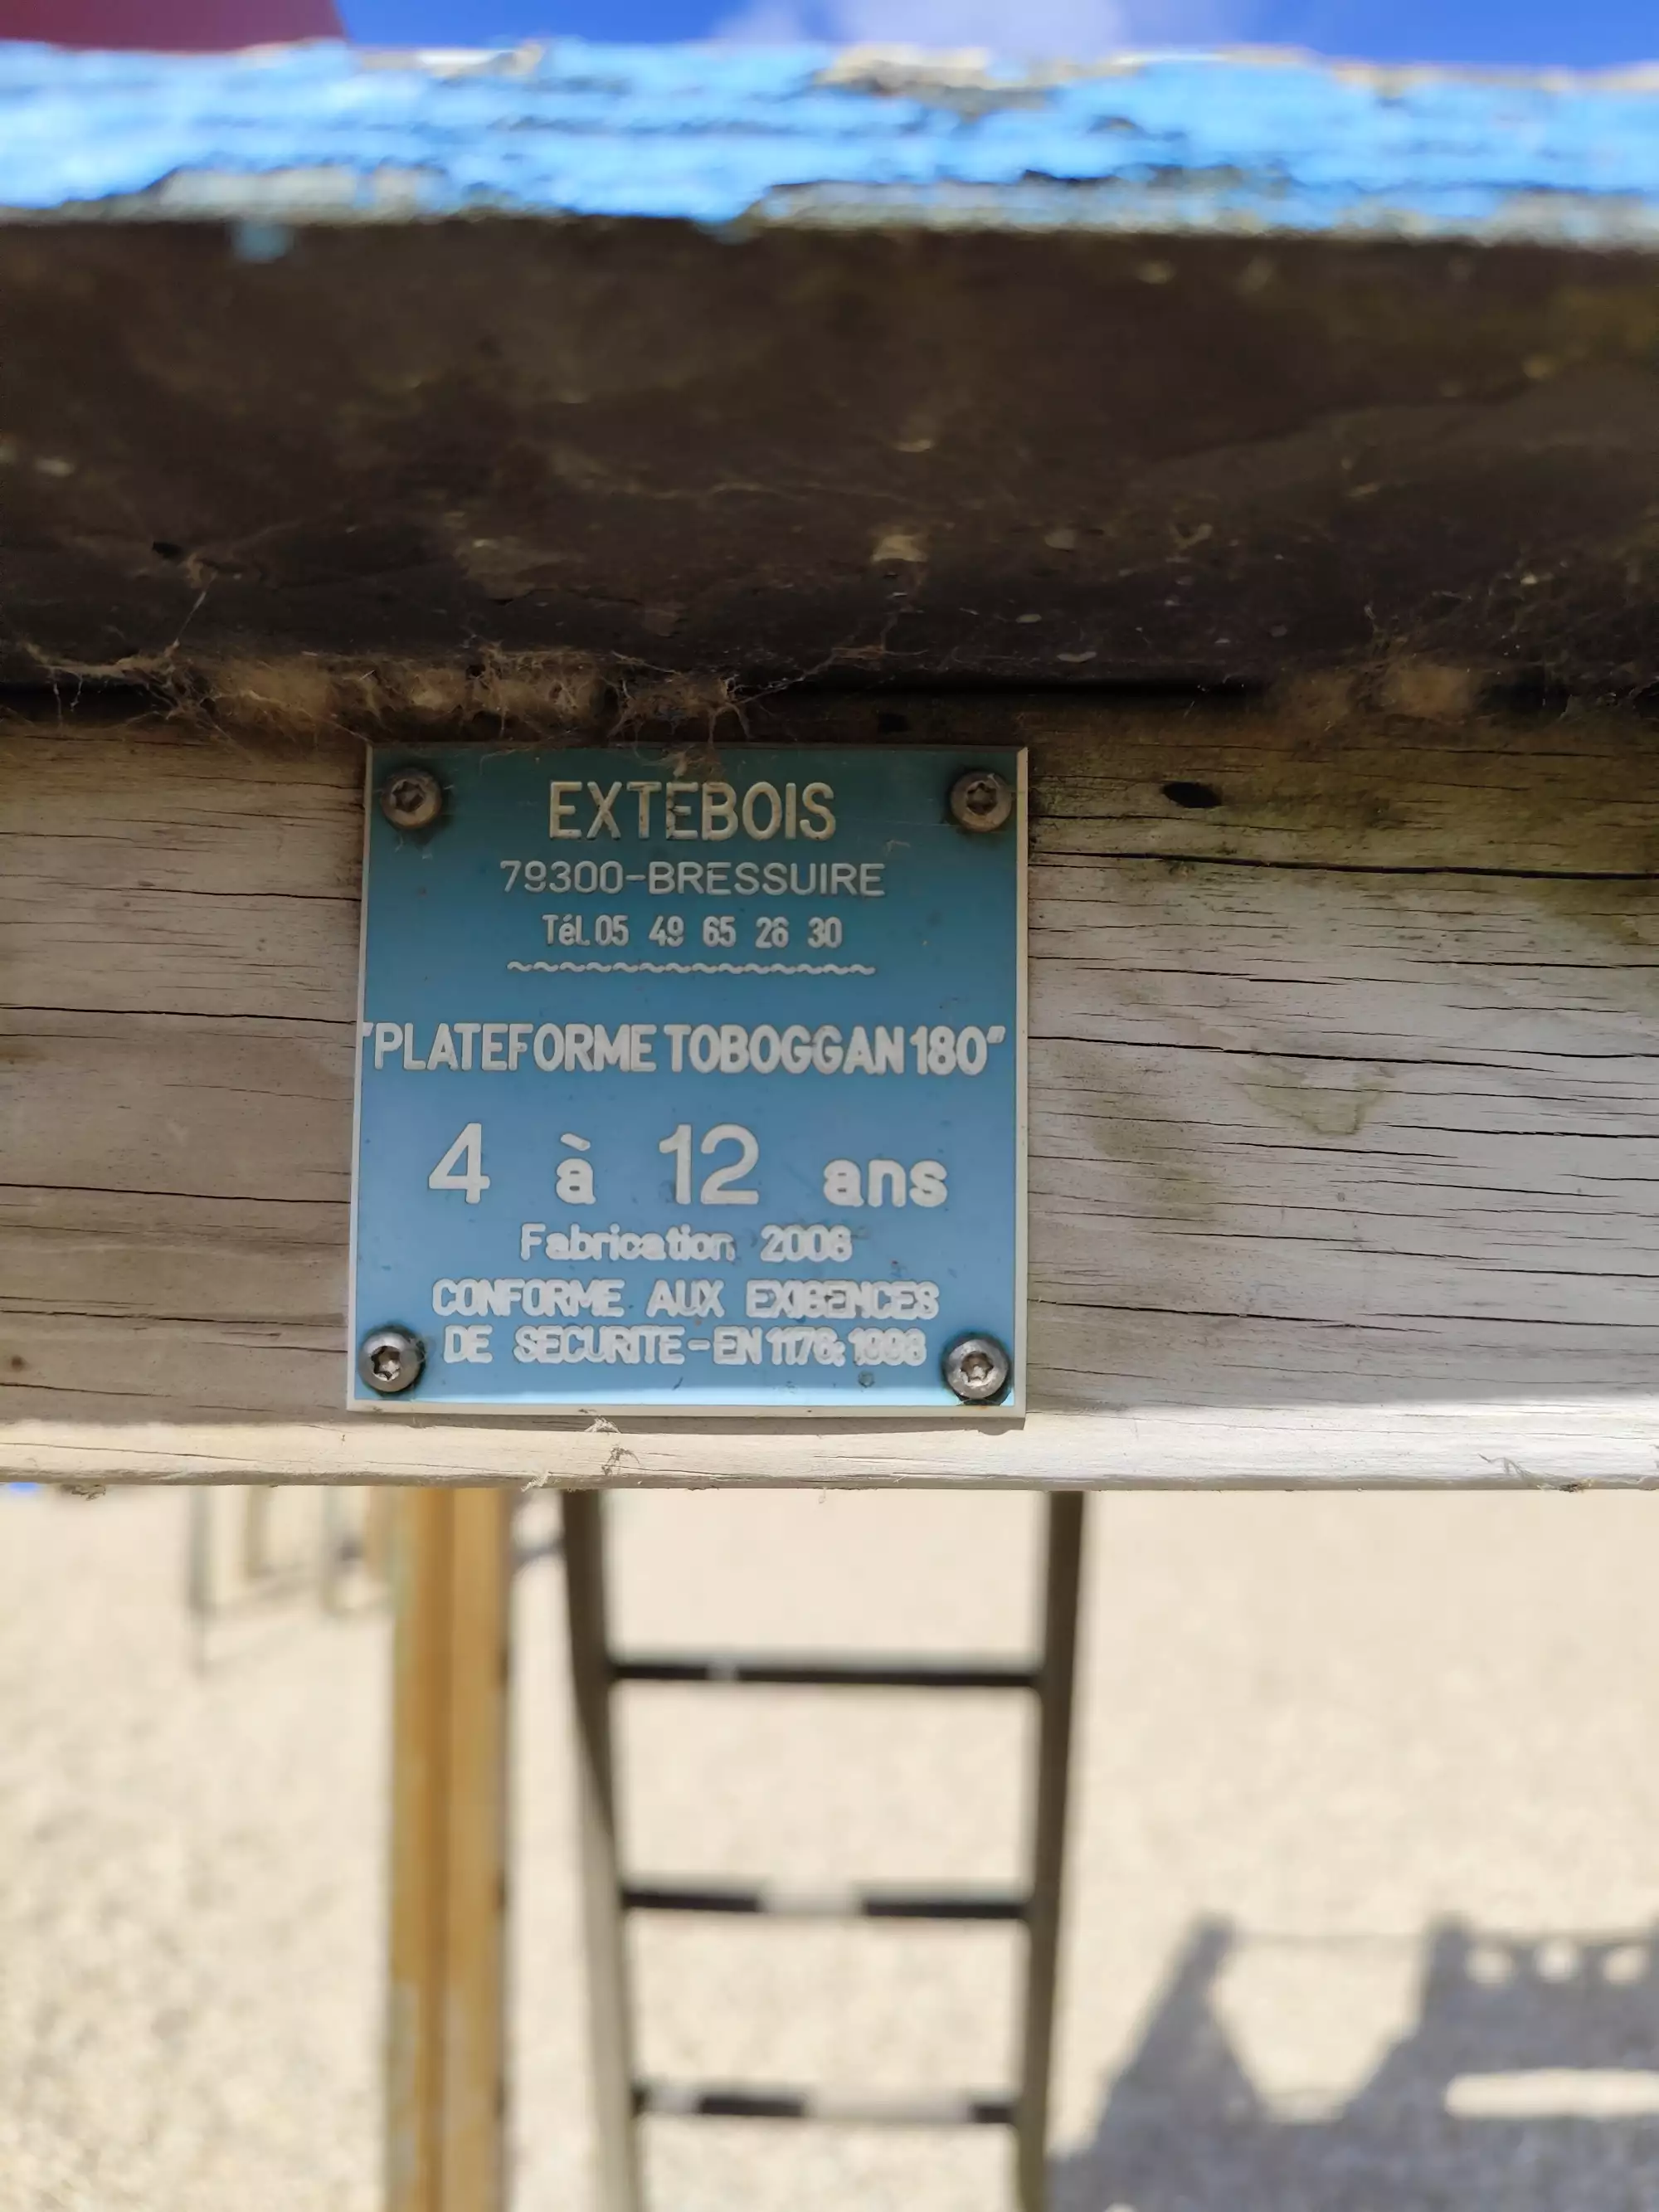 EXTEBOIS
79300-BRESSUIRE
Tél. 05 49 65 26 30
"PLATEFORME TOBOGGAN 180"
4 à 12 ans
Fabrication
CONFORME AUX EXIGENCES
DE SECURITE-EN 1176:1998